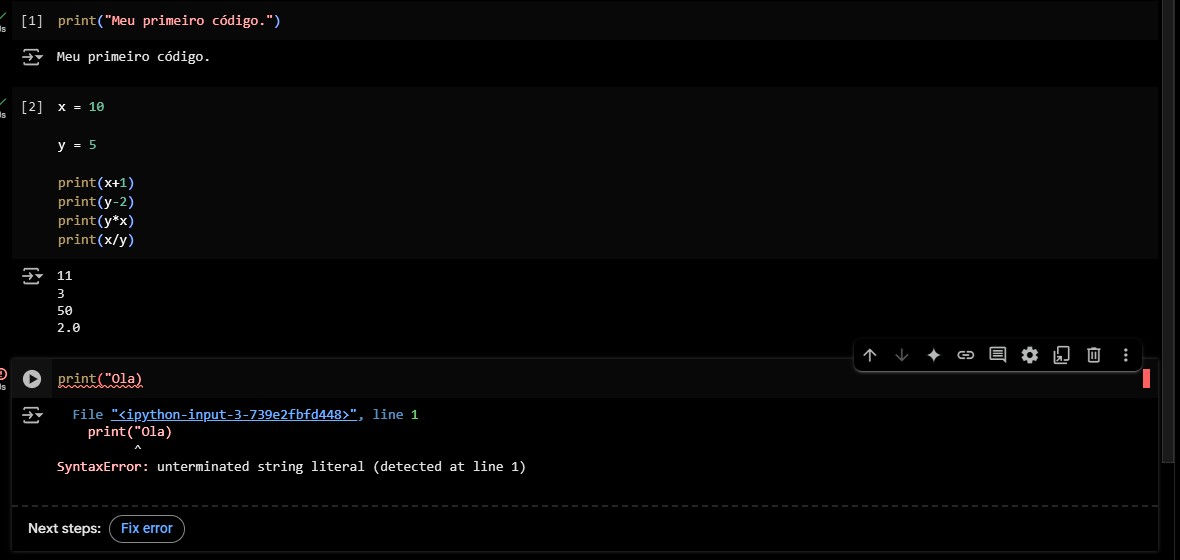 [1] print("Meu primeiro código.")
Meu primeiro código.
[2] x = 10
y = 5
print(x+1)
print(y-2)
print(y*x)
print(x/y)
11
3
50
2.0
print("Ola)
File "<ipython-input-3-739e2fbfd448>", line 1
print("Ola)
^
SyntaxError: unterminated string literal (detected at line 1)
Next steps: Fix error